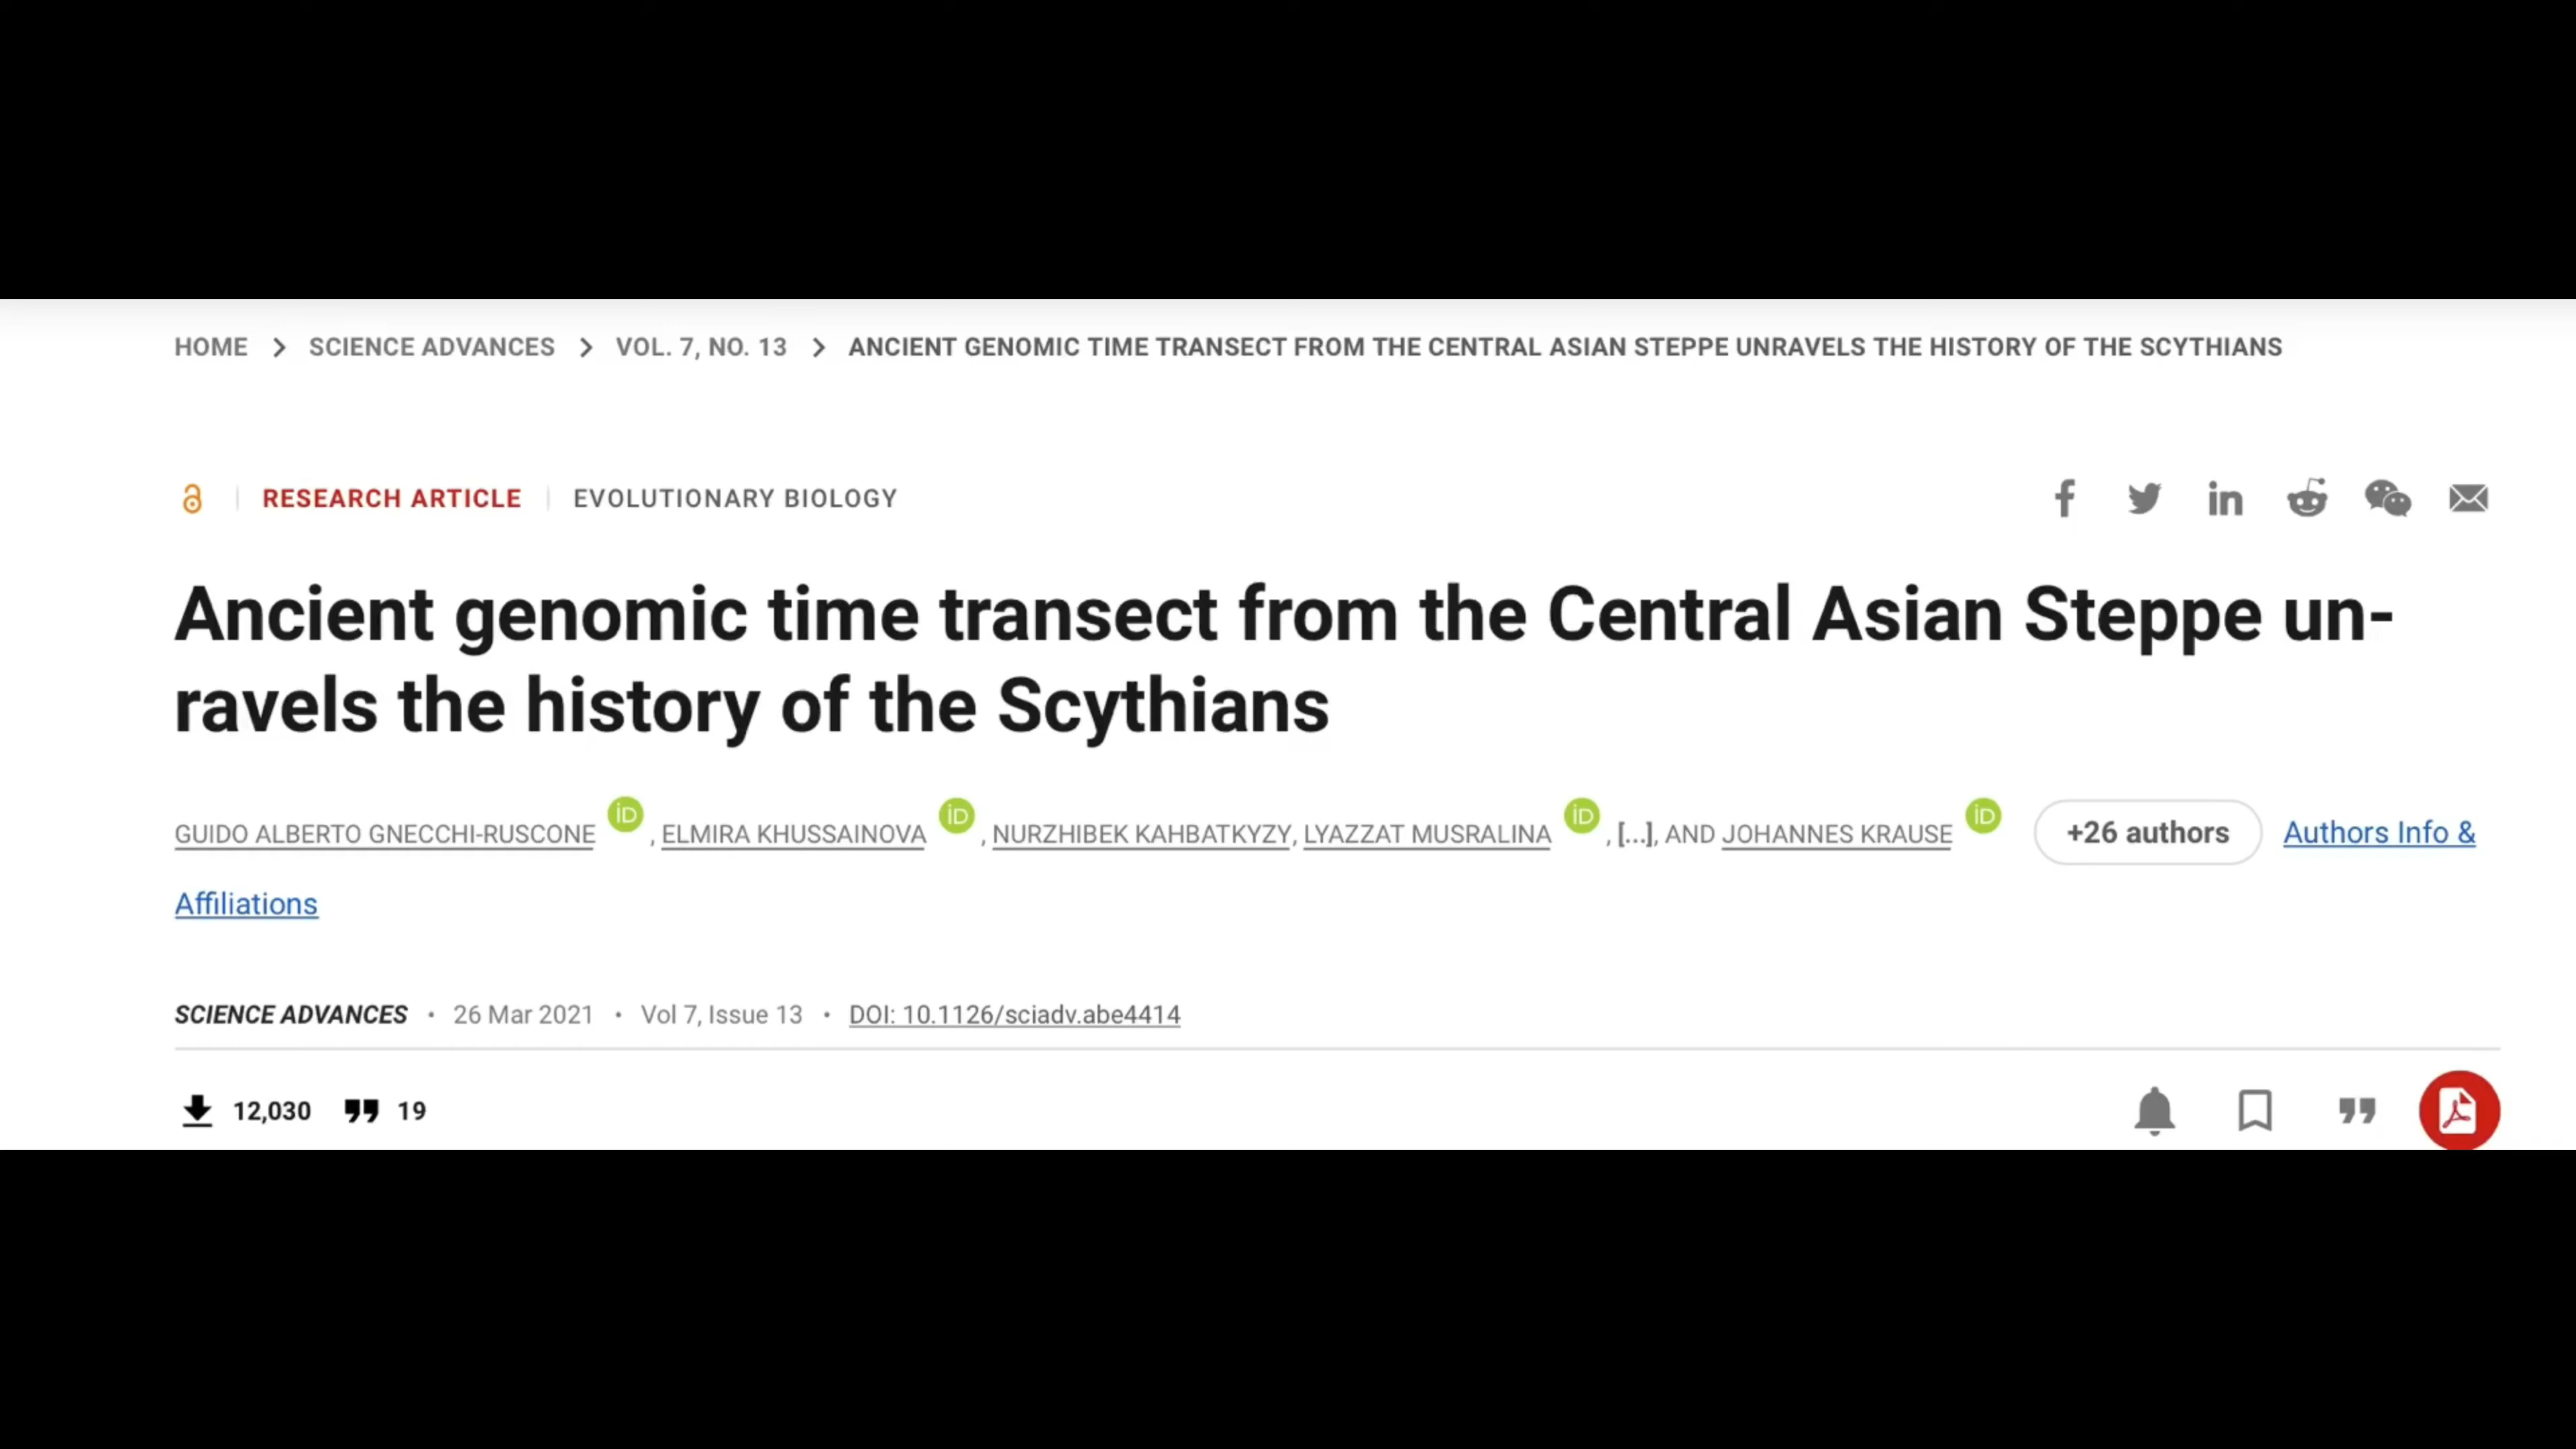 HOME > SCIENCE ADVANCES > VOL. 7, NO. 13 > ANCIENT GENOMIC TIME TRANSECT FROM THE CENTRAL ASIAN STEPPE UNRAVELS THE HISTORY OF THE SCYTHIANS
RESEARCH ARTICLE | EVOLUTIONARY BIOLOGY
Ancient genomic time transect from the Central Asian Steppe un-
ravels the history of the Scythians
GUIDO ALBERTO GNECCHI-RUSCONE iD, ELMIRA KHUSSAINOVA iD, NURZHIBEK KAHBATKYZY, LYAZZAT MUSRALINA iD, [...], AND JOHANNES KRAUSE iD +26 authors Authors Info &
Affiliations
SCIENCE ADVANCES • 26 Mar 2021 • Vol 7, Issue 13 • DOI: 10.1126/sciadv.abe4414
12,030 19